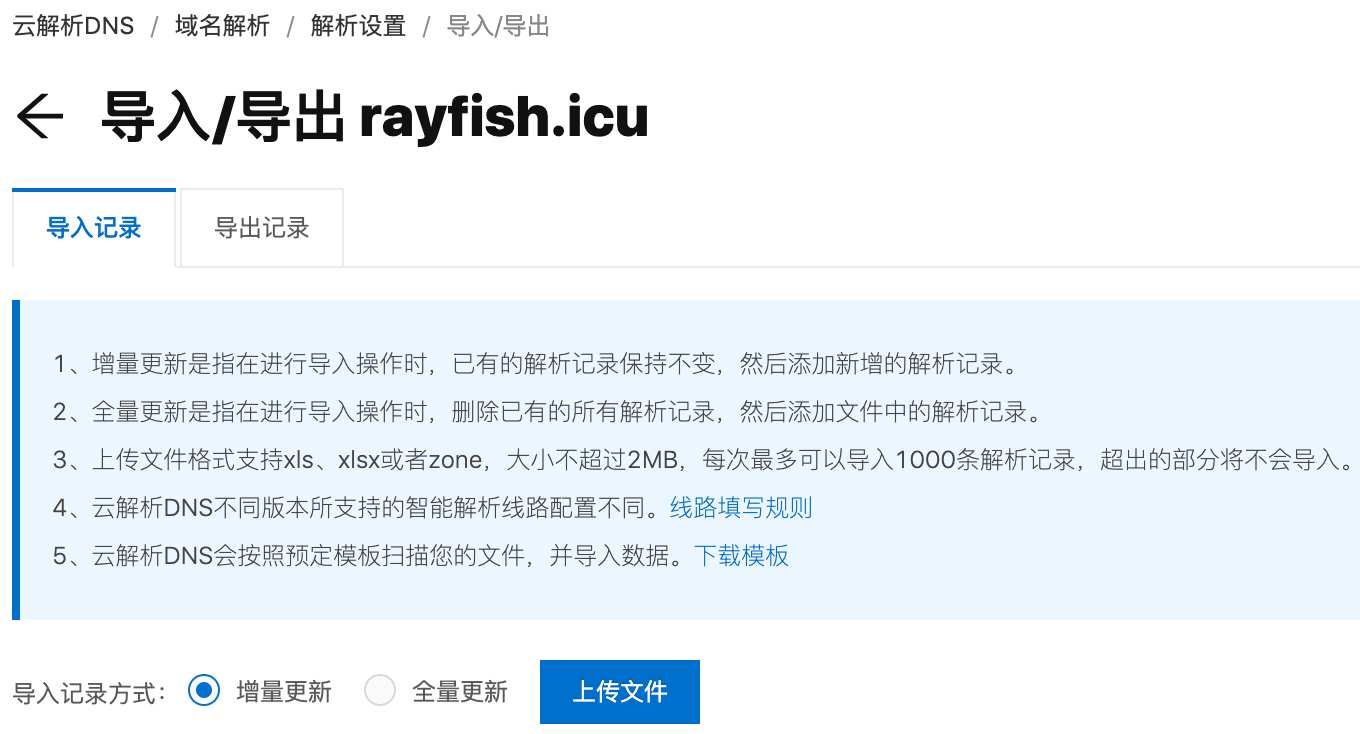 云解析DNS / 域名解析 / 解析设置 / 导入/导出
导入/导出 rayfish.icu
导入记录 导出记录
1、增量更新是指在进行导入操作时，已有的解析记录保持不变，然后添加新增的解析记录。
2、全量更新是指在进行导入操作时，删除已有的所有解析记录，然后添加文件中的解析记录。
3、上传文件格式支持xls、xlsx或者zone，大小不超过2MB，每次最多可以导入1000条解析记录，超出的部分将不会导入。
4、云解析DNS不同版本所支持的智能解析线路配置不同。线路填写规则
5、云解析DNS会按照预定模板扫描您的文件，并导入数据。下载模板
导入记录方式： 增量更新 全量更新 上传文件